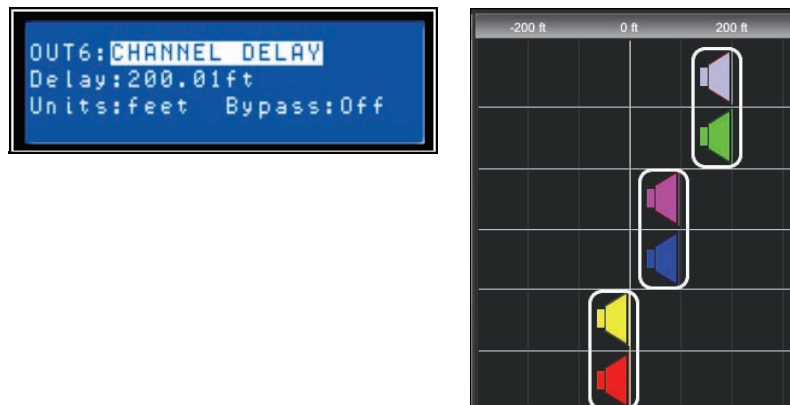 OUT6:CHANNEL DELAY
Delay:200.01ft
Units:feet Bypass:Off
-200 ft 0 ft 200 ft